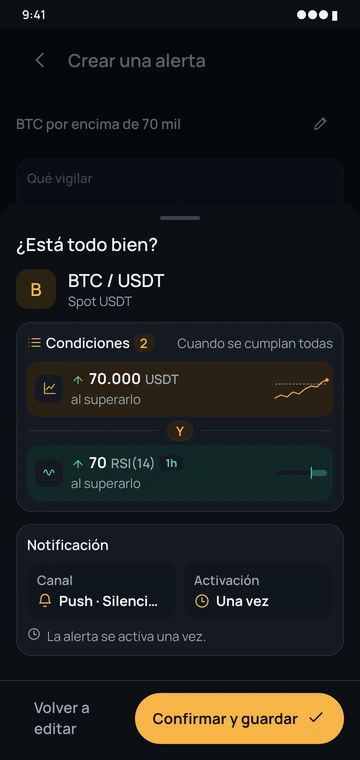 9:41
Crear una alerta
BTC por encima de 70 mil
Qué vigilar
¿Está todo bien?
B
BTC / USDT
Spot USDT
Condiciones 2
Cuando se cumplan todas
70.000 USDT
al superarlo
Y
70 RSI(14) 1h
al superarlo
Notificación
Canal
Push · Silenci...
Activación
Una vez
La alerta se activa una vez.
Volver a
editar
Confirmar y guardar